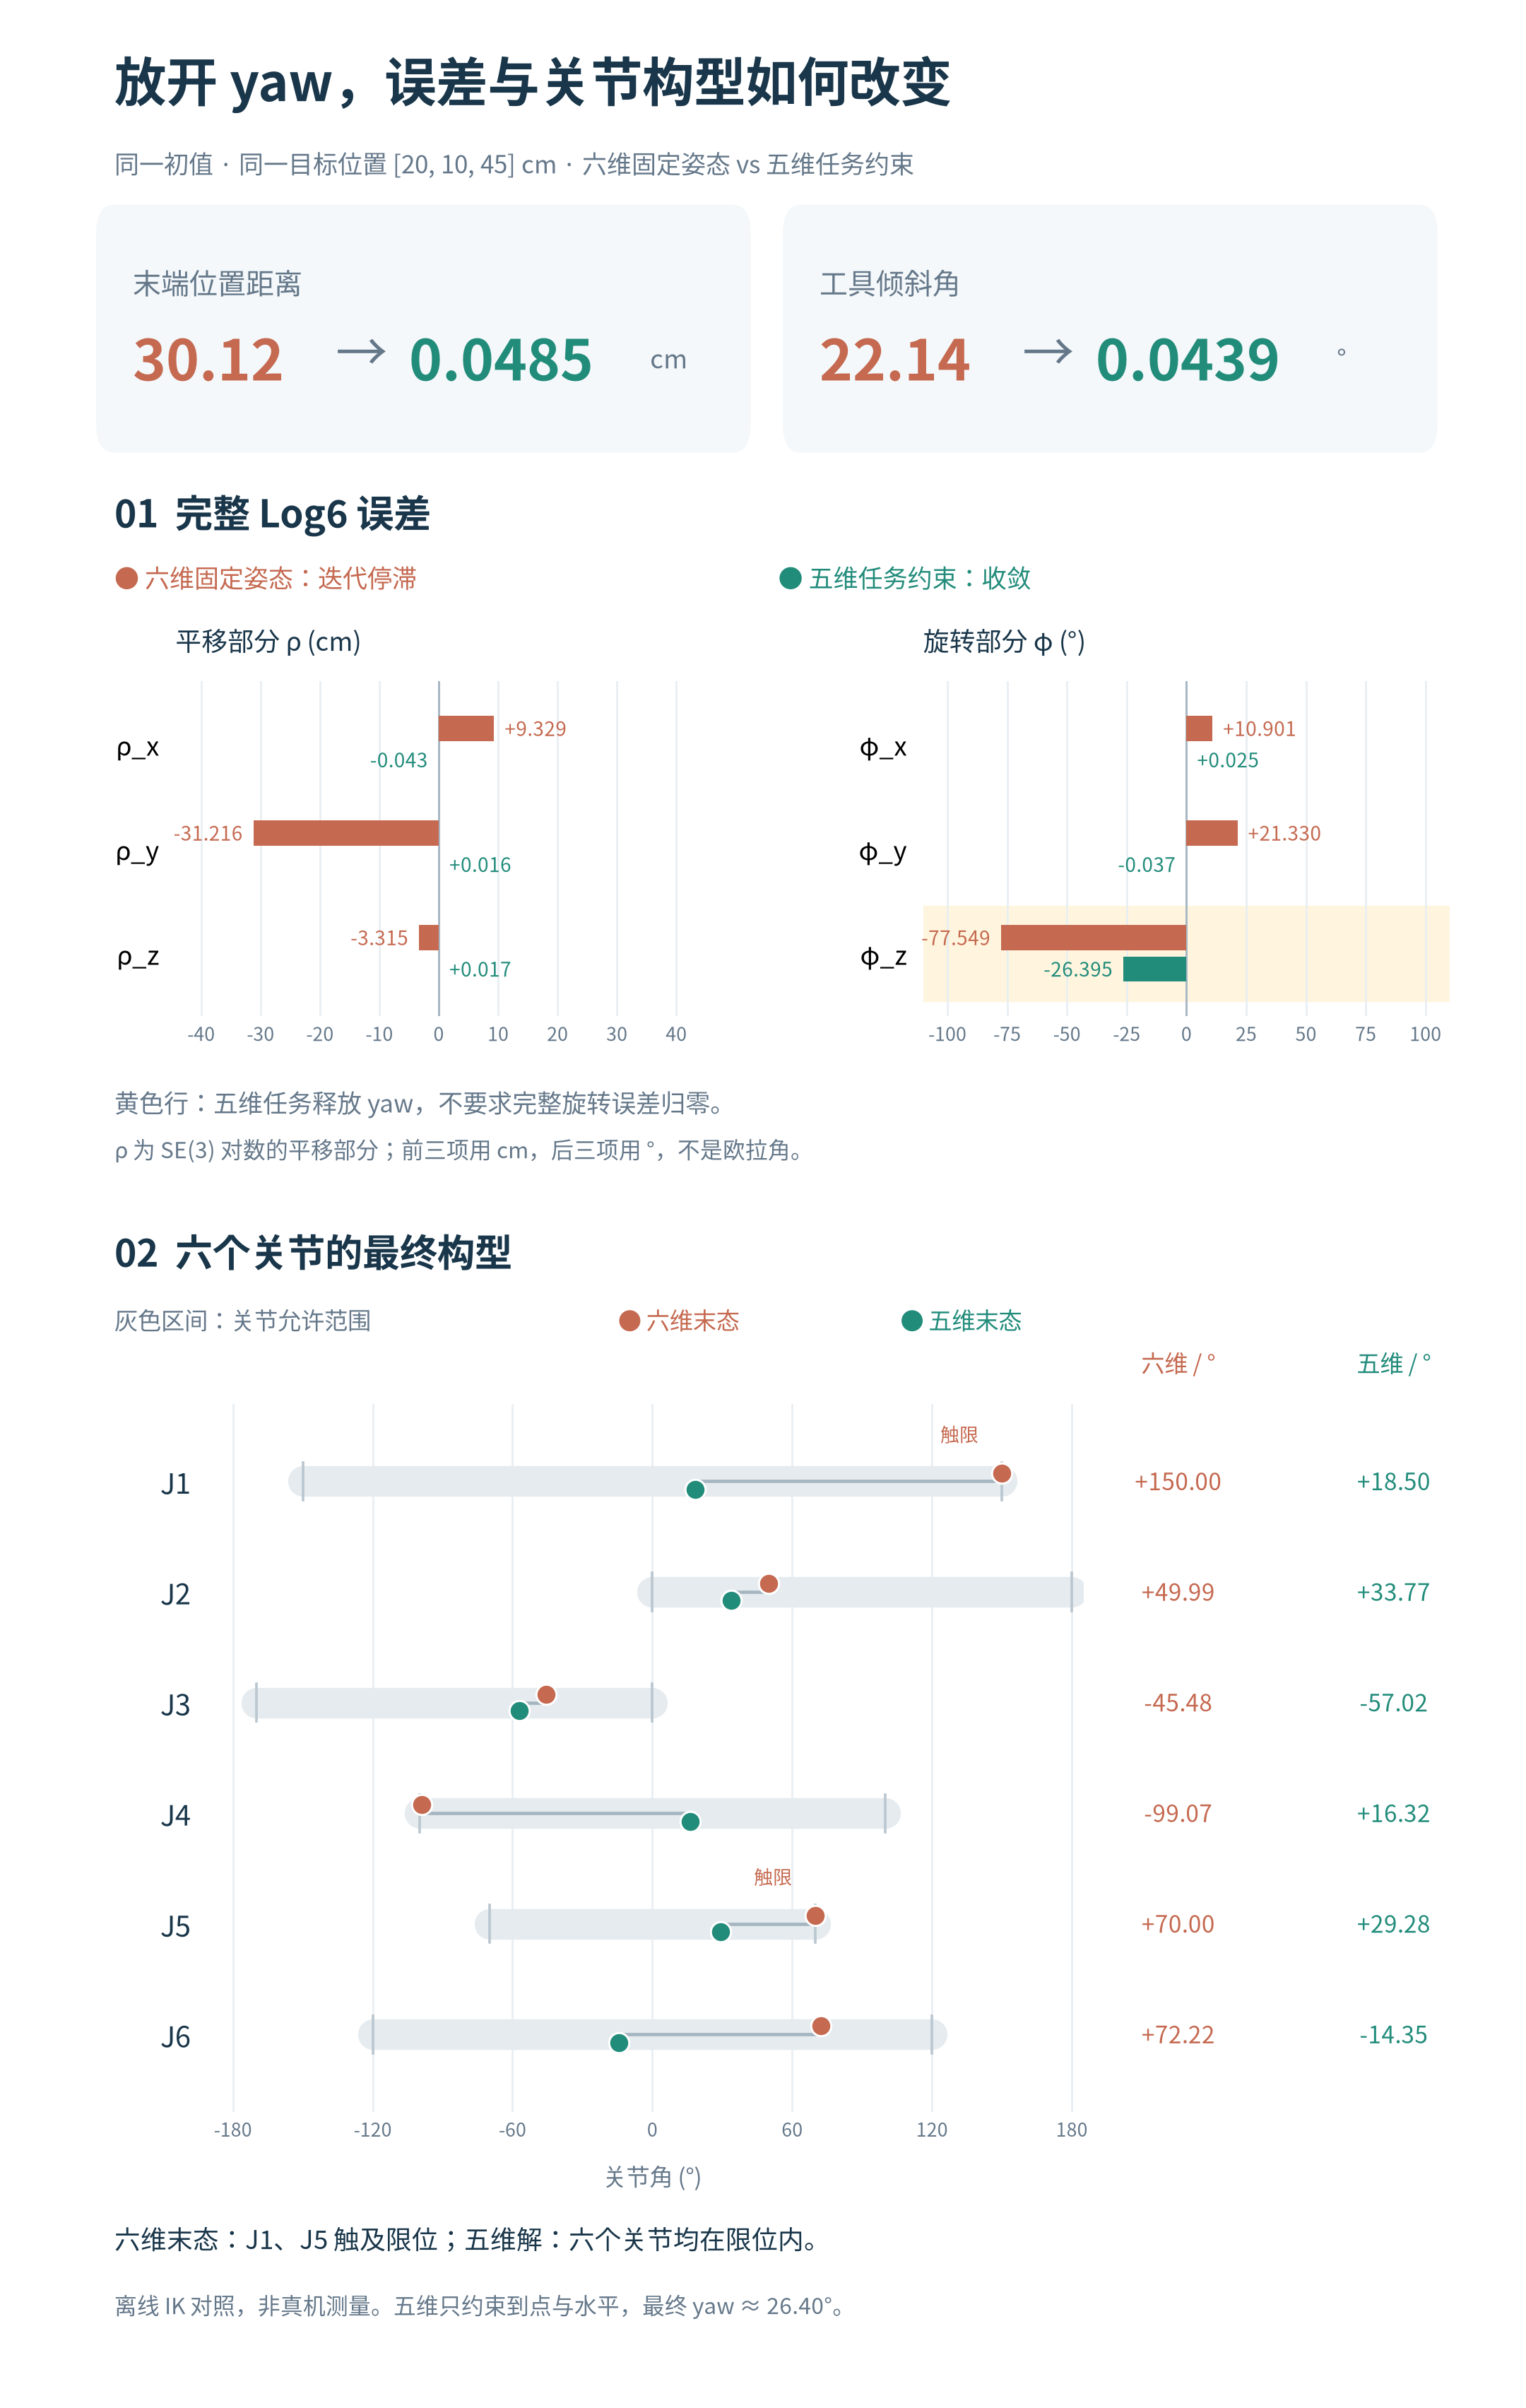 放开 yaw，误差与关节构型如何改变
同一初值 · 同一目标位置 [20, 10, 45] cm · 六维固定姿态 vs 五维任务约束
末端位置距离
30.12 → 0.0485 cm
工具倾斜角
22.14 → 0.0439 °
01 完整 Log6 误差
六维固定姿态：迭代停滞
五维任务约束：收敛
平移部分 ρ (cm)
ρ_x
+9.329
-0.043
ρ_y
-31.216
+0.016
ρ_z
-3.315
+0.017
-40 -30 -20 -10 0 10 20 30 40
旋转部分 φ (°)
φ_x
+10.901
+0.025
φ_y
+21.330
-0.037
φ_z
-77.549
-26.395
-100 -75 -50 -25 0 25 50 75 100
黄色行：五维任务释放 yaw，不要求完整旋转误差归零。
ρ 为 SE(3) 对数的平移部分；前三项用 cm，后三项用 °，不是欧拉角。
02 六个关节的最终构型
灰色区间：关节允许范围
六维末态
五维末态
六维 / ° 五维 / °
触限
J1 +150.00 +18.50
J2 +49.99 +33.77
J3 -45.48 -57.02
J4 -99.07 +16.32
触限
J5 +70.00 +29.28
J6 +72.22 -14.35
-180 -120 -60 0 60 120 180
关节角 (°)
六维末态：J1、J5 触及限位；五维解：六个关节均在限位内。
离线 IK 对照，非真机测量。五维只约束到点与水平，最终 yaw ≈ 26.40°。